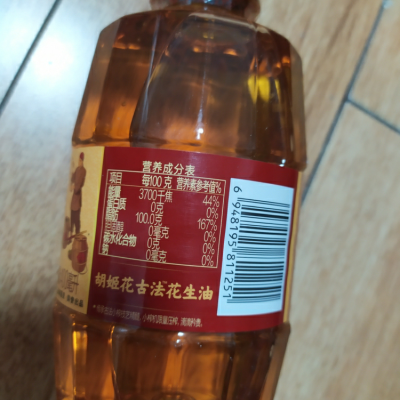 营养成分表
项目 每100克 营养素参考值%
能量 3700千焦 44%
蛋白质 0克 0%
脂肪 100.0克 167%
胆固醇 0毫克 0%
碳水化合物 0克 0%
钠 0毫克 0%
胡姬花古法花生油
6 948195 811251